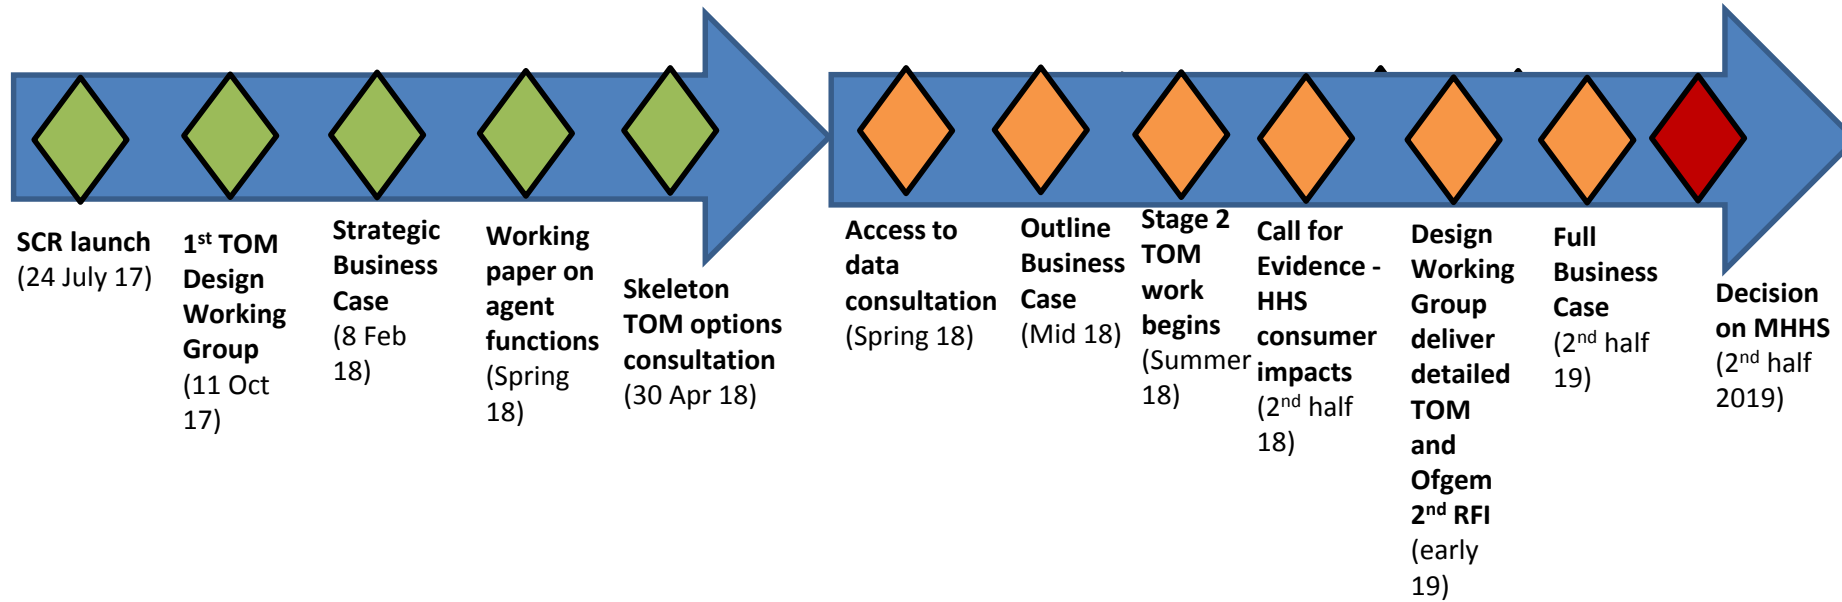 SCR launch
(24 July 17)
1st TOM
Design
Working
Group
(11 Oct
17)
Strategic
Business
Case
(8 Feb
18)
Working
paper on
agent
functions
(Spring
18)
Skeleton
TOM options
consultation
(30 Apr 18)
Access to
data
consultation
(Spring 18)
Outline
Business
Case
(Mid 18)
Stage 2
TOM
work
begins
(Summer
18)
Call for
Evidence -
HHS
consumer
impacts
(2nd half
18)
Design
Working
Group
deliver
detailed
TOM
and
Ofgem
2nd RFI
(early
19)
Full
Business
Case
(2nd half
19)
Decision
on MHHS
(2nd half
2019)